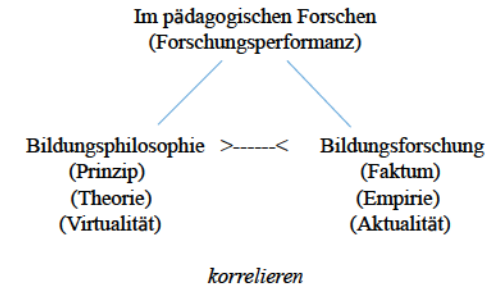 Im pädagogischen Forschen
(Forschungsperformanz)
Bildungsphilosophie >------< Bildungsforschung
(Prinzip) (Faktum)
(Theorie) (Empirie)
(Virtualität) (Aktualität)
korrelieren